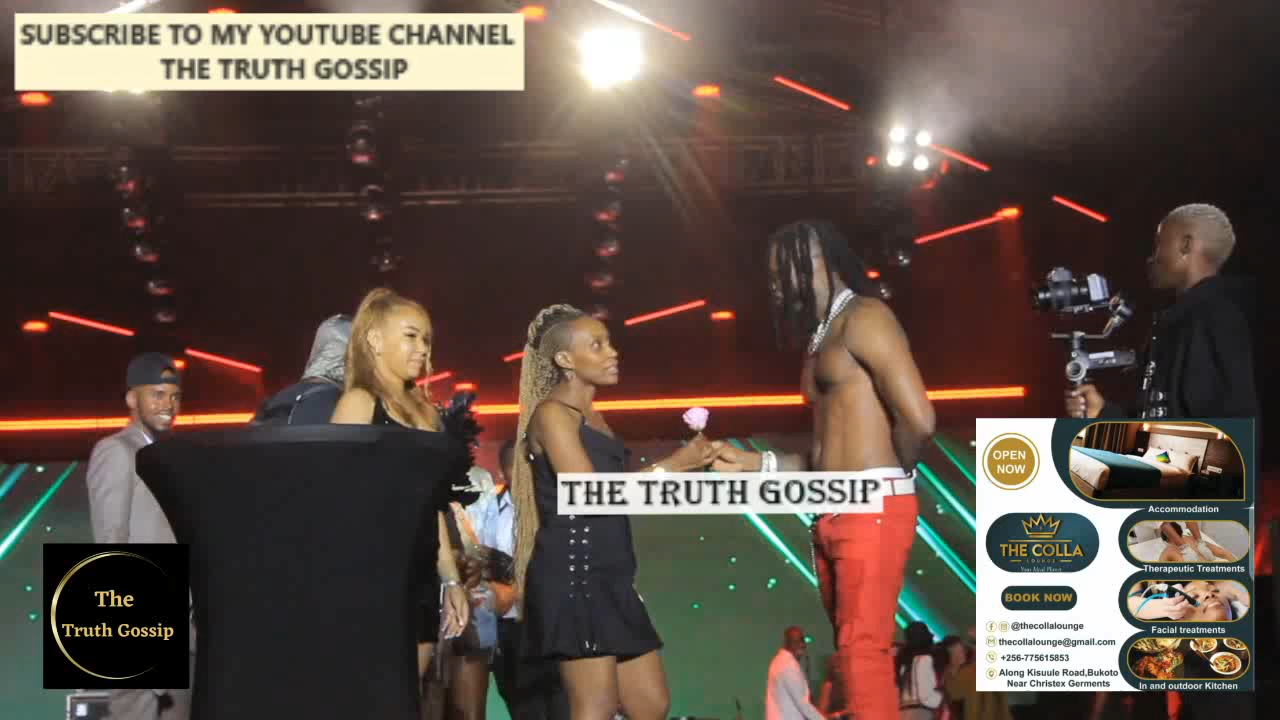 SUBSCRIBE TO MY YOUTUBE CHANNEL
THE TRUTH GOSSIP
THE TRUTH GOSSIP
The
Truth Gossip
OPEN
NOW
Accommodation
THE COLLA
LOUNGE
Therapeutic Treatments
BOOK NOW
Facial treatments
@thecollalounge
thecollalounge@gmail.com
+256-775615853
Along Kisuule Road,Bukoto
Near Christex Germents
In and outdoor Kitchen